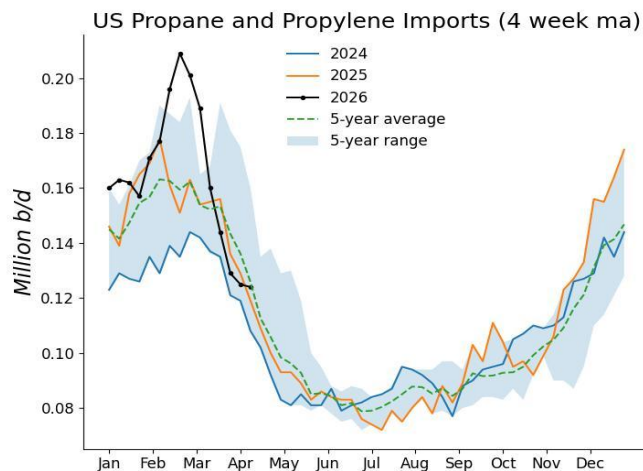 US Propane and Propylene Imports (4 week ma)
2024
2025
2026
5-year average
5-year range
Million b/d
0.20
0.18
0.16
0.14
0.12
0.10
0.08
Jan Feb Mar Apr May Jun Jul Aug Sep Oct Nov Dec